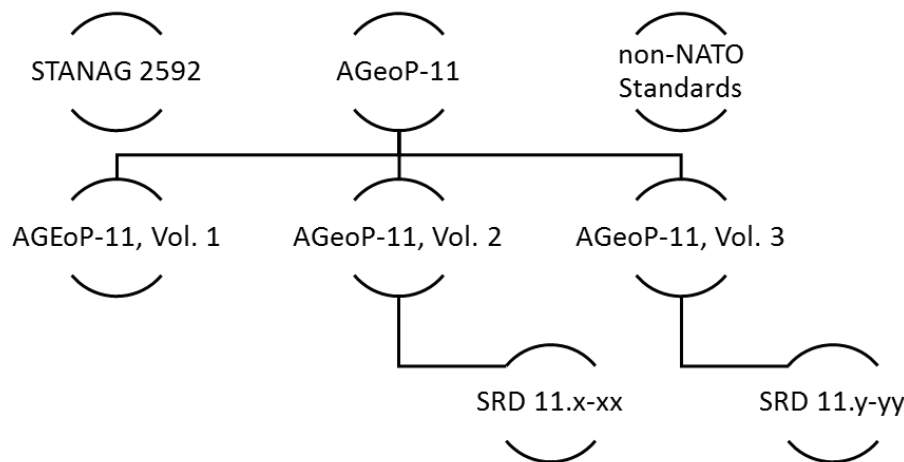 STANAG 2592
AGeoP-11
non-NATO
Standards
AGEoP-11, Vol. 1
AGeoP-11, Vol. 2
AGeoP-11, Vol. 3
SRD 11.x-xx
SRD 11.y-yy